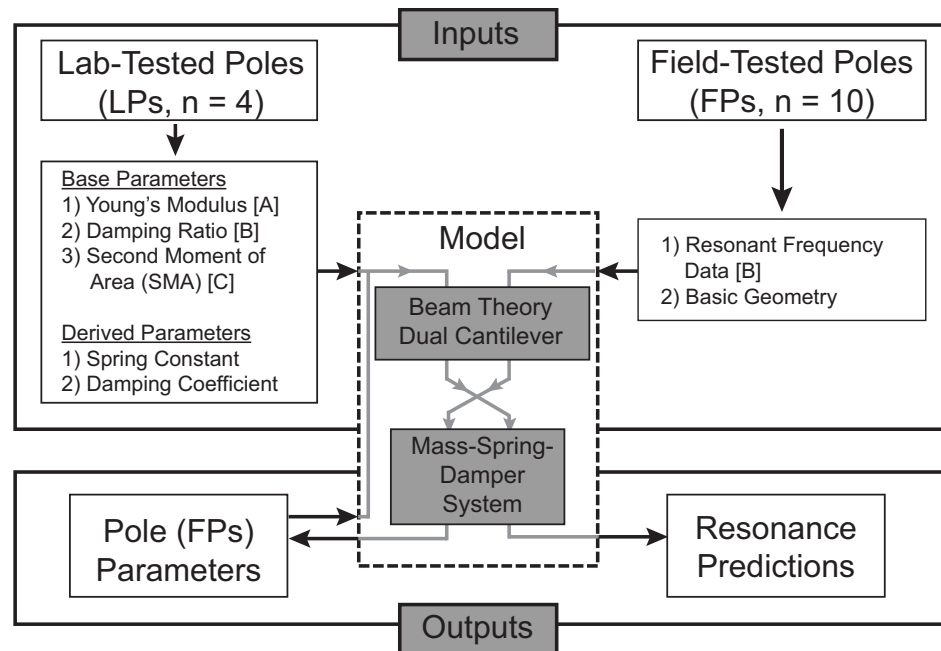 Inputs
Lab-Tested Poles
(LPs, n = 4)
Field-Tested Poles
(FPs, n = 10)
Base Parameters
1) Young's Modulus [A]
2) Damping Ratio [B]
3) Second Moment of
Area (SMA) [C]
Derived Parameters
1) Spring Constant
2) Damping Coefficient
Model
Beam Theory
Dual Cantilever
Mass-Spring-
Damper
System
1) Resonant Frequency
Data [B]
2) Basic Geometry
Pole (FPs)
Parameters
Resonance
Predictions
Outputs